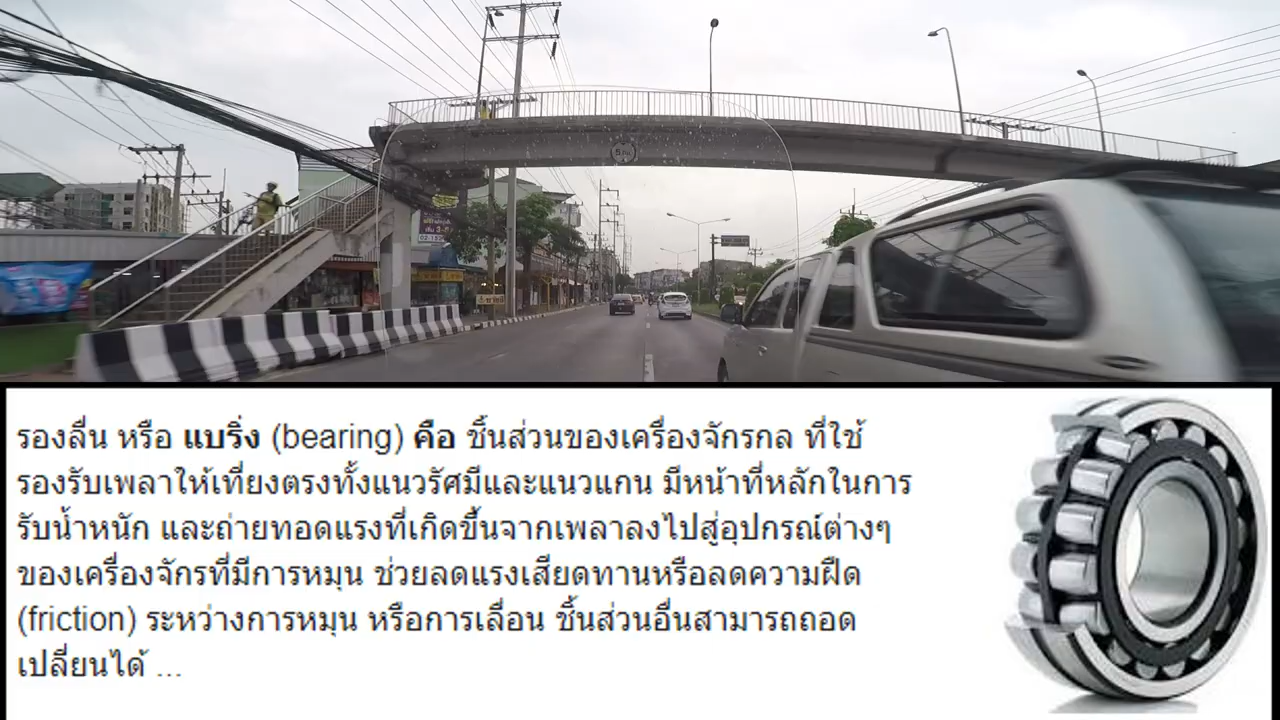 รองลื่น หรือ แบริ่ง (bearing) คือ ชิ้นส่วนของเครื่องจักรกล ที่ใช้
รองรับเพลาให้เที่ยงตรงทั้งแนวรัศมีและแนวแกน มีหน้าที่หลักในการ
รับน้ำหนัก และถ่ายทอดแรงที่เกิดขึ้นจากเพลาลงไปสู่อุปกรณ์ต่างๆ
ของเครื่องจักรที่มีการหมุน ช่วยลดแรงเสียดทานหรือลดความฝืด
(friction) ระหว่างการหมุน หรือการเลื่อน ชิ้นส่วนอื่นสามารถถอด
เปลี่ยนได้ ...